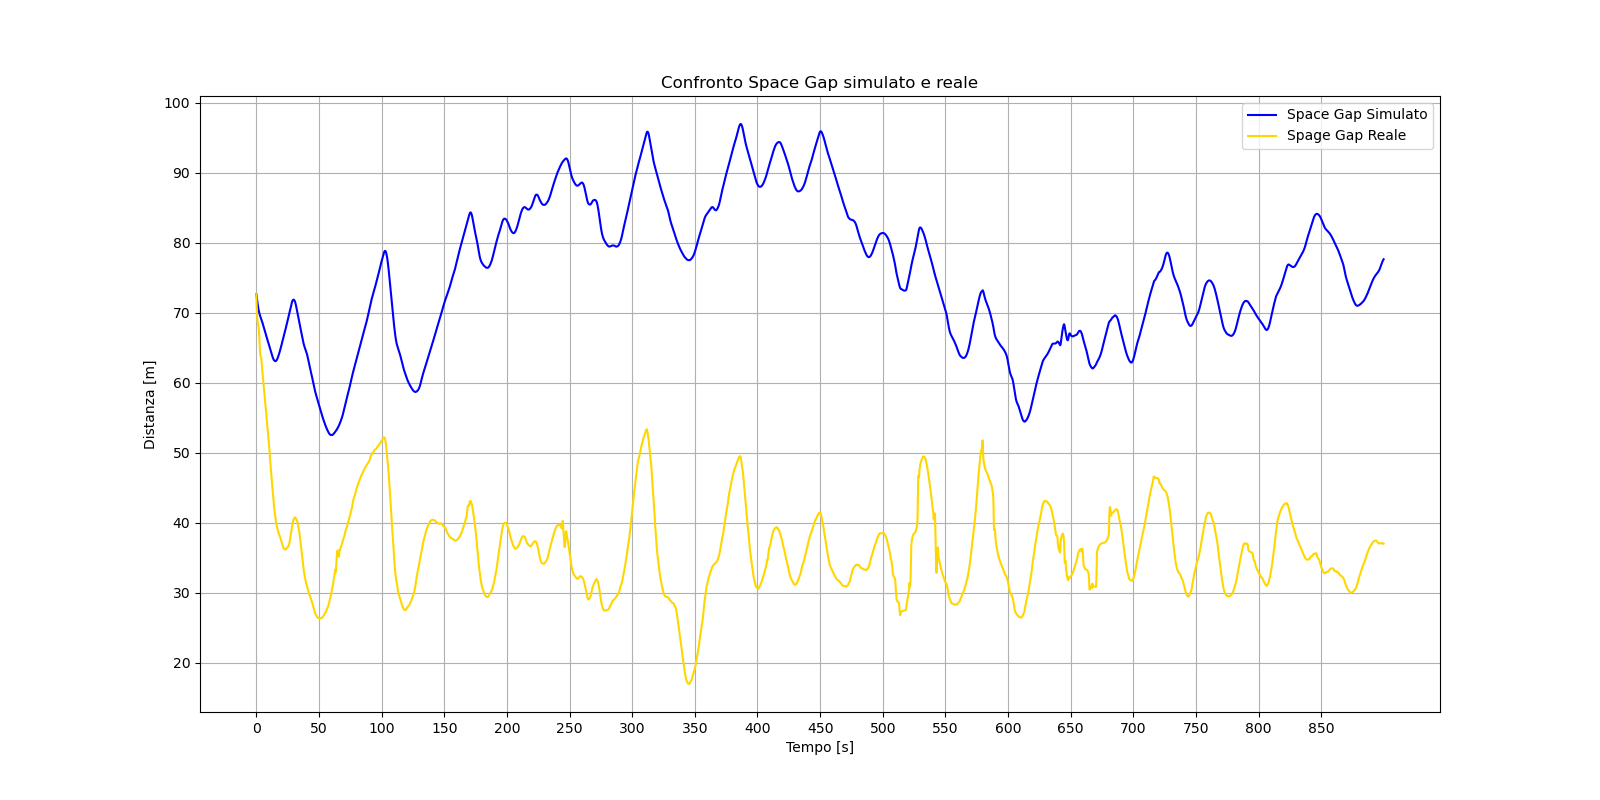 Confronto Space Gap simulato e reale
Space Gap Simulato
Spage Gap Reale
Distanza [m]
100
90
80
70
60
50
40
30
20
0 50 100 150 200 250 300 350 400 450 500 550 600 650 700 750 800 850
Tempo [s]